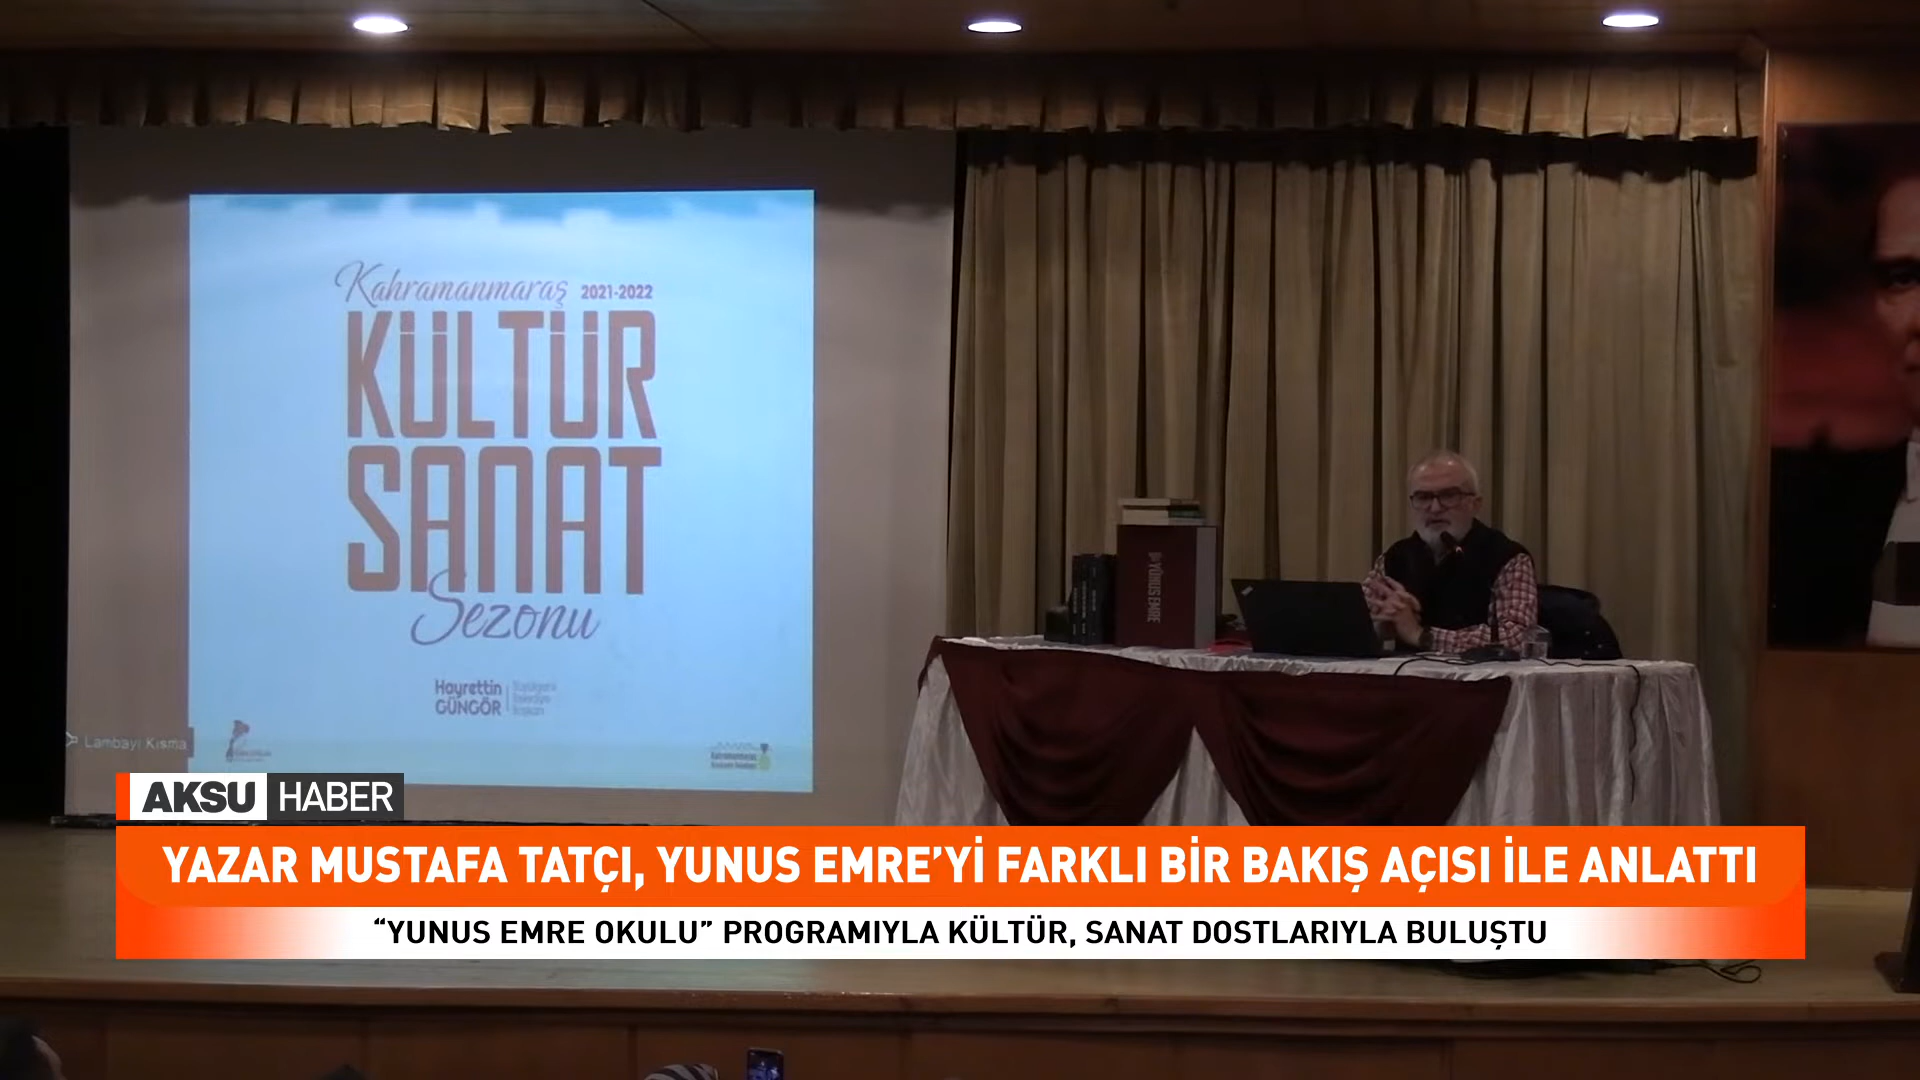 Kahramanmaraş 2021-2022
KÜLTÜR
SANAT
Sezonu
Hayrettin
GÜNGÖR
Lambayı Kısma
YUNUS EMRE
AKSU HABER
YAZAR MUSTAFA TATÇI, YUNUS EMRE’Yİ FARKLI BİR BAKIŞ AÇISI İLE ANLATTI
“YUNUS EMRE OKULU” PROGRAMIYLA KÜLTÜR, SANAT DOSTLARIYLA BULUŞTU